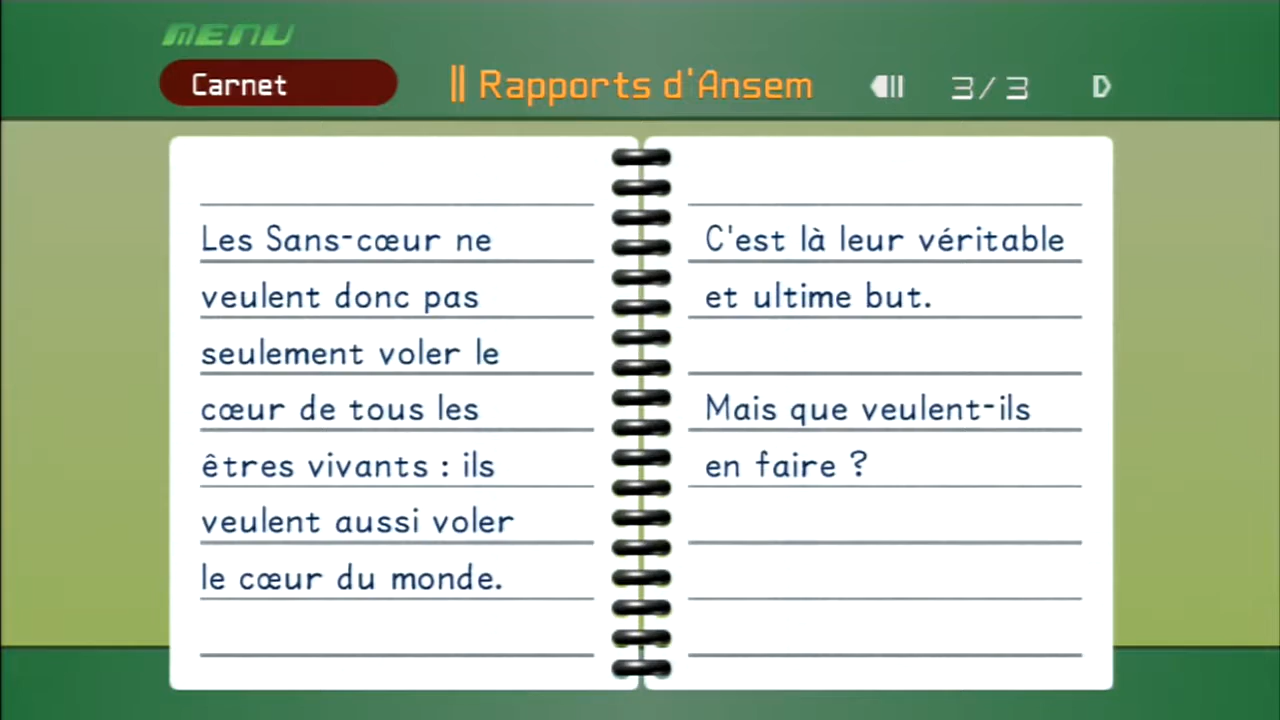 MENU
Carnet
Rapports d'Ansem
3/3
Les Sans-cœur ne
veulent donc pas
seulement voler le
cœur de tous les
êtres vivants : ils
veulent aussi voler
le cœur du monde.
C'est là leur véritable
et ultime but.
Mais que veulent-ils
en faire ?